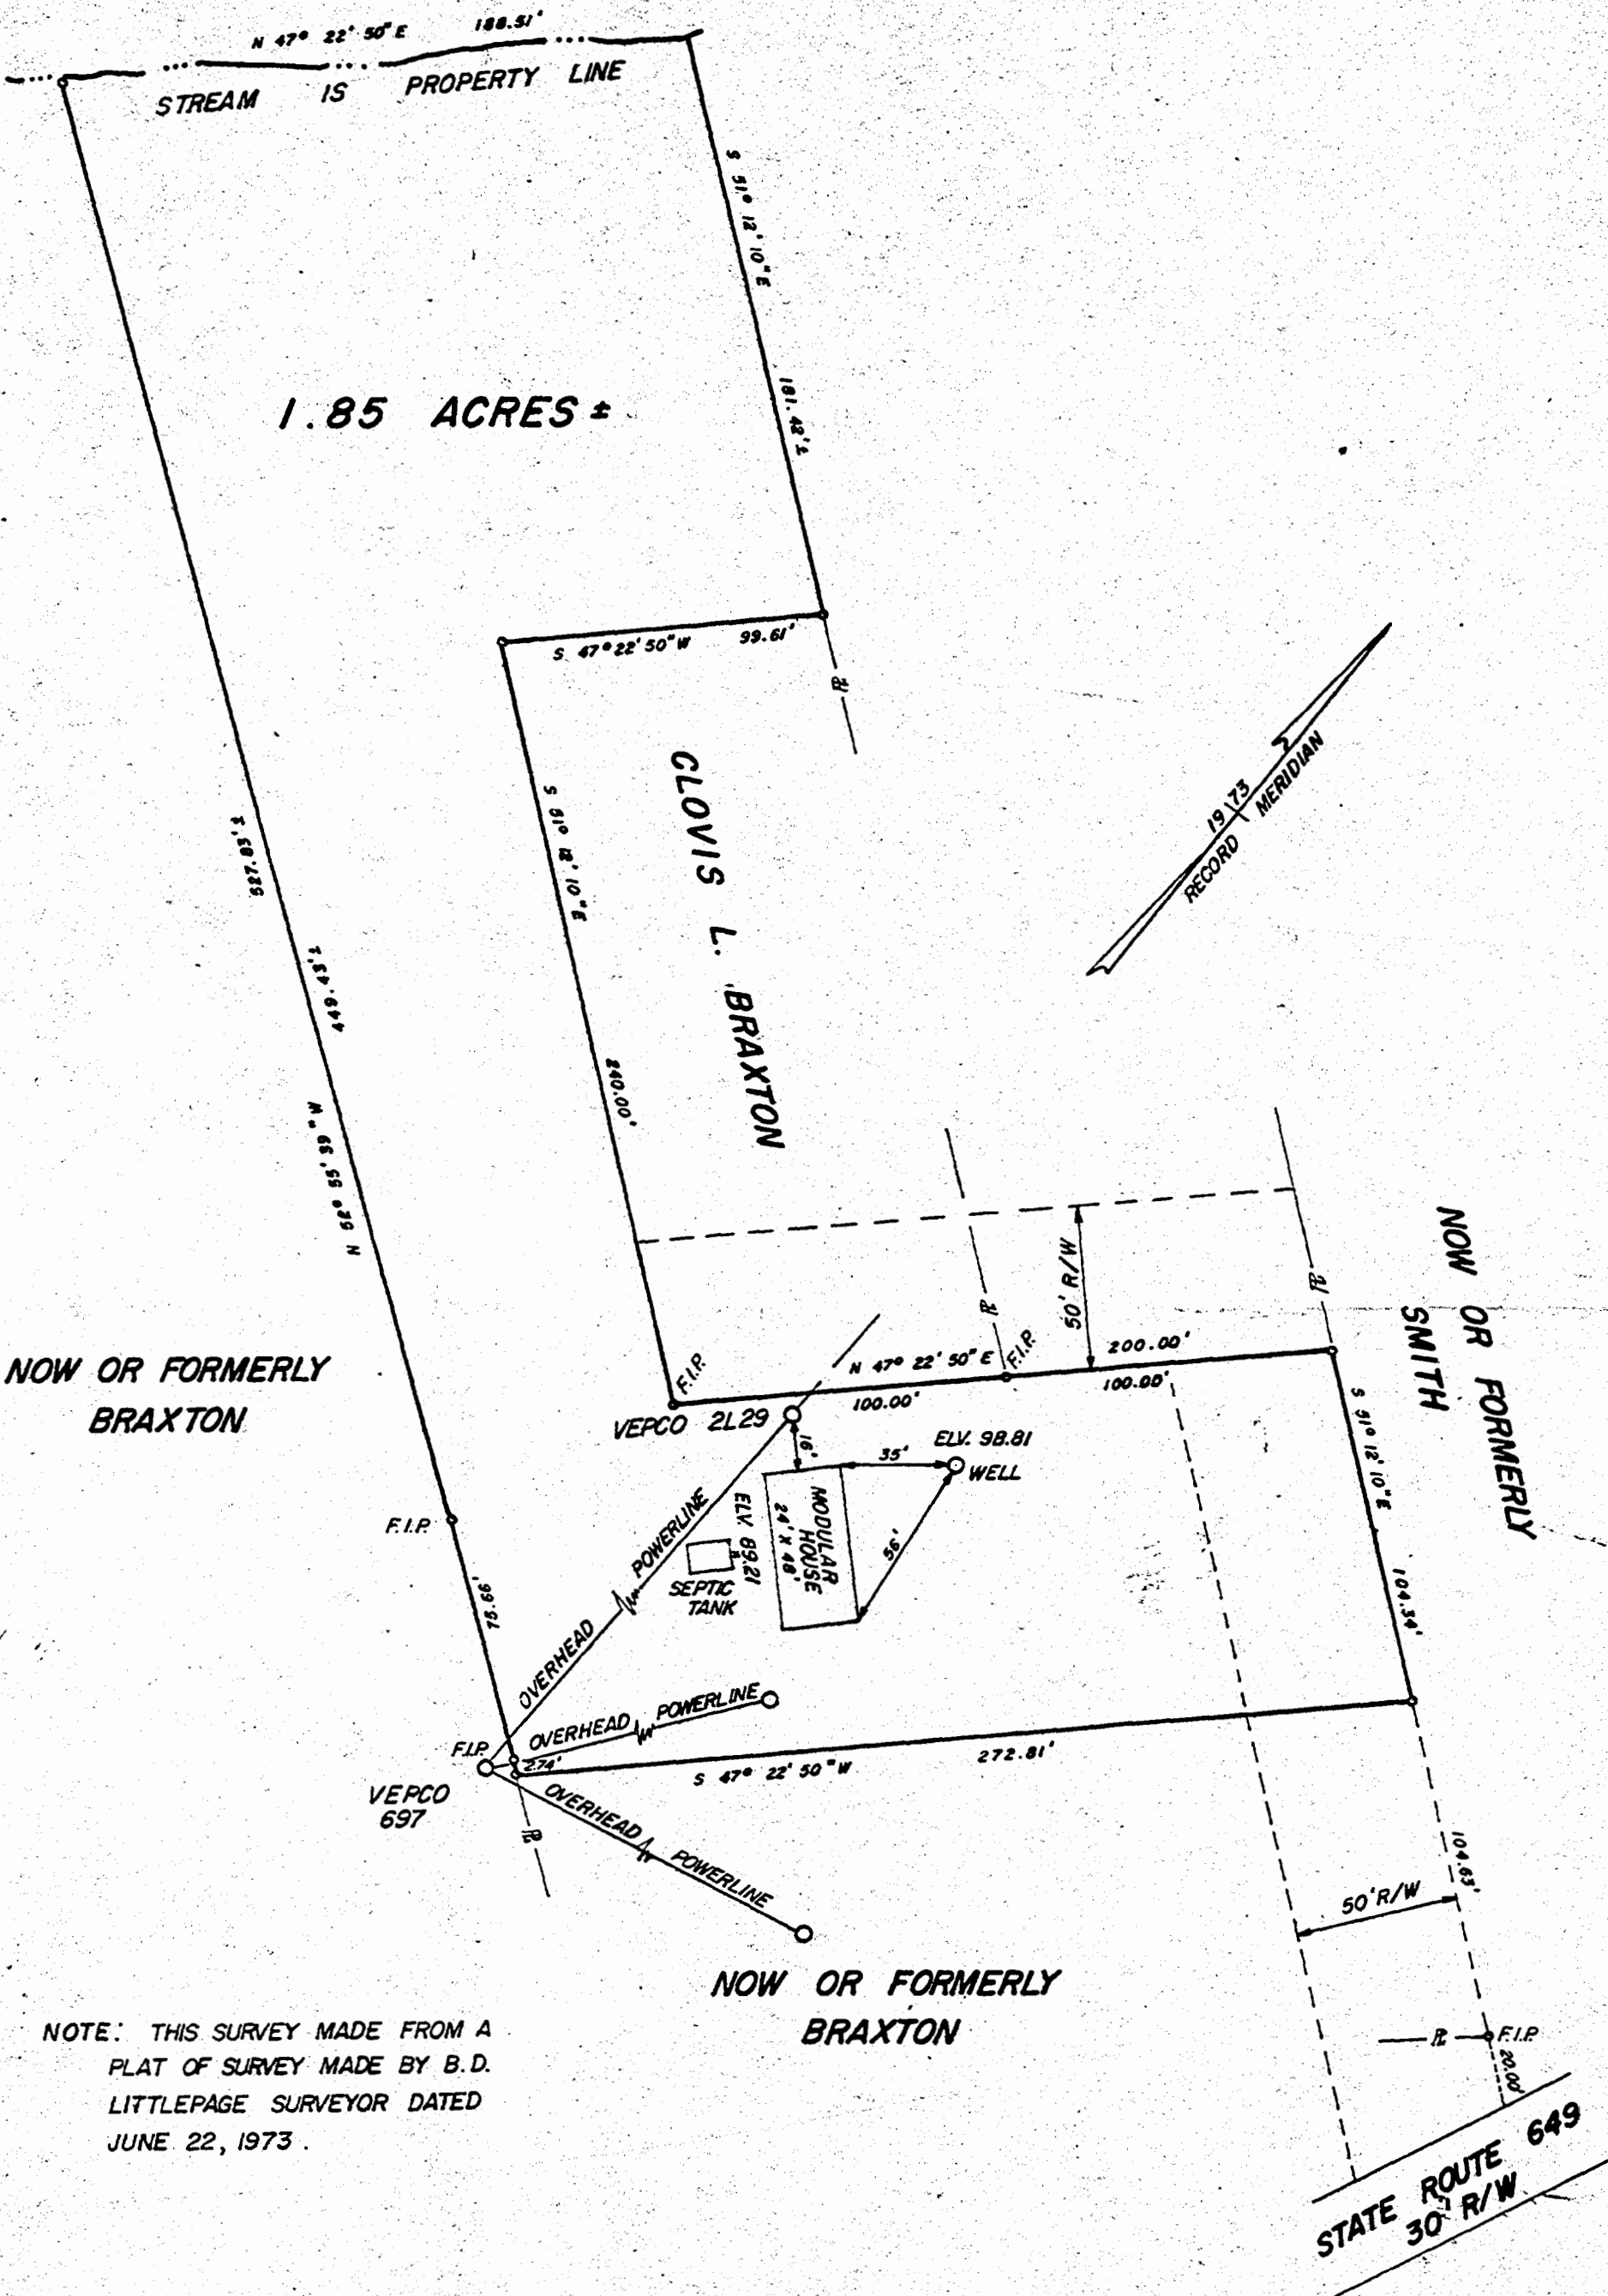 N 47° 22' 50" E 188.51'
STREAM IS PROPERTY LINE
S 51° 12' 10" E
181.42'±
1.85 ACRES ±
S 47° 22' 50" W 99.61'
PL
CLOVIS L. BRAXTON
S 51° 12' 10" E
240.00'
527.83'±
449.43'±
N 52° 55' 39" W
1973
RECORD MERIDIAN
50' R/W
PL
PL
NOW OR FORMERLY
SMITH
NOW OR FORMERLY
BRAXTON
F.I.P.
N 47° 22' 50" E
F.I.P.
200.00'
100.00'
100.00'
VEPCO 2L29
16'
35'
ELV. 98.81
WELL
56'
MODULAR
HOUSE
24' X 48'
ELV. 89.21
SEPTIC
TANK
S 51° 12' 10" E
104.34'
F.I.P.
75.66'
OVERHEAD POWERLINE
OVERHEAD POWERLINE
F.I.P.
2.74'
S 47° 22' 50" W 272.81'
VEPCO
697
OVERHEAD POWERLINE
PL
104.63'
50' R/W
NOW OR FORMERLY
BRAXTON
PL F.I.P.
20.00'
STATE ROUTE 649
30' R/W
NOTE: THIS SURVEY MADE FROM A
PLAT OF SURVEY MADE BY B.D.
LITTLEPAGE SURVEYOR DATED
JUNE 22, 1973.